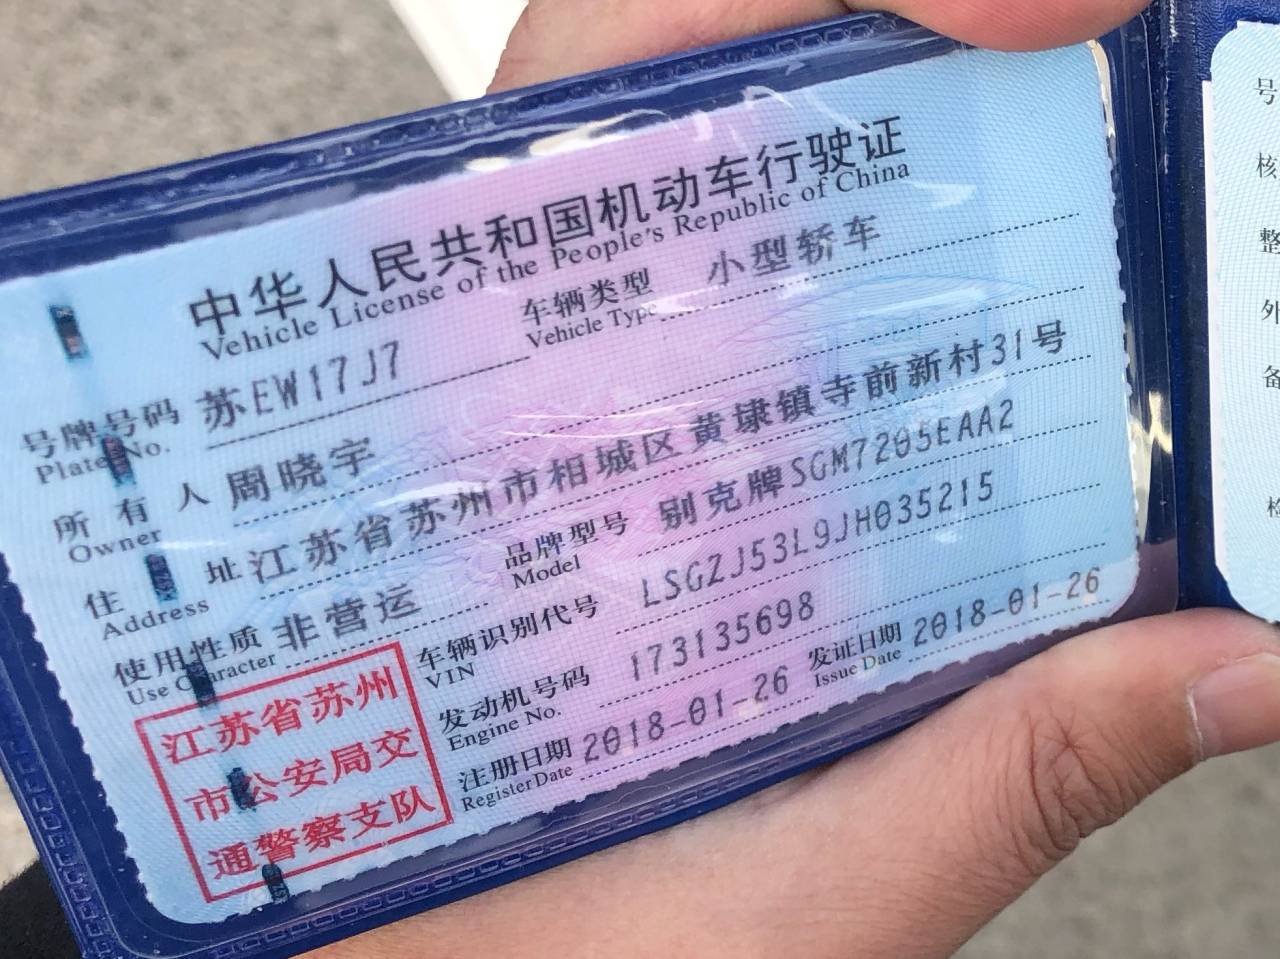 中华人民共和国机动车行驶证
Vehicle License of the People's Republic of China
号牌号码 苏EW17J7 车辆类型 小型轿车
Plate No. Vehicle Type
所有人 周晓宇
Owner
住址 江苏省苏州市相城区黄埭镇寺前新村31号
Address
使用性质 非营运 品牌型号 别克牌SGM7205EAA2
Use Character Model
车辆识别代号 LSGZJ53L9JH035215
VIN
发动机号码 173135698
Engine No.
注册日期 2018-01-26 发证日期 2018-01-26
Register Date Issue Date
江苏省苏州
市公安局交
通警察支队
号
核
整
外
备
检